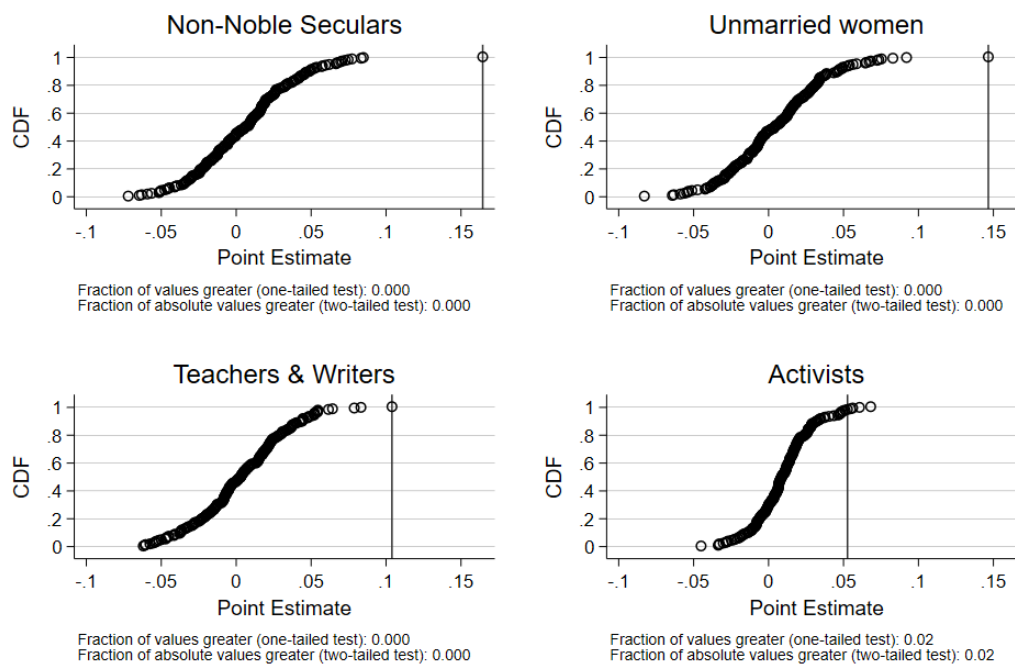 Non-Noble Seculars
CDF
1
.8
.6
.4
.2
0
-.1 -.05 0 .05 .1 .15
Point Estimate
Fraction of values greater (one-tailed test): 0.000
Fraction of absolute values greater (two-tailed test): 0.000
Unmarried women
CDF
1
.8
.6
.4
.2
0
-.1 -.05 0 .05 .1 .15
Point Estimate
Fraction of values greater (one-tailed test): 0.000
Fraction of absolute values greater (two-tailed test): 0.000
Teachers & Writers
CDF
1
.8
.6
.4
.2
0
-.1 -.05 0 .05 .1 .15
Point Estimate
Fraction of values greater (one-tailed test): 0.000
Fraction of absolute values greater (two-tailed test): 0.000
Activists
CDF
1
.8
.6
.4
.2
0
-.1 -.05 0 .05 .1 .15
Point Estimate
Fraction of values greater (one-tailed test): 0.02
Fraction of absolute values greater (two-tailed test): 0.02